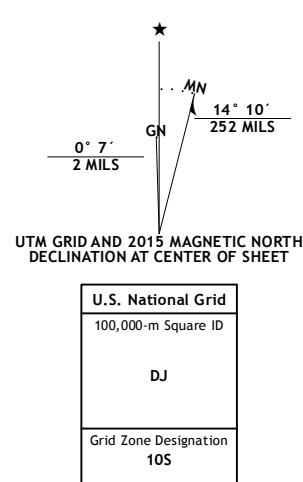 MN
GN
14° 10´
252 MILS
0° 7´
2 MILS
UTM GRID AND 2015 MAGNETIC NORTH
DECLINATION AT CENTER OF SHEET
U.S. National Grid
100,000-m Square ID
DJ
Grid Zone Designation
10S